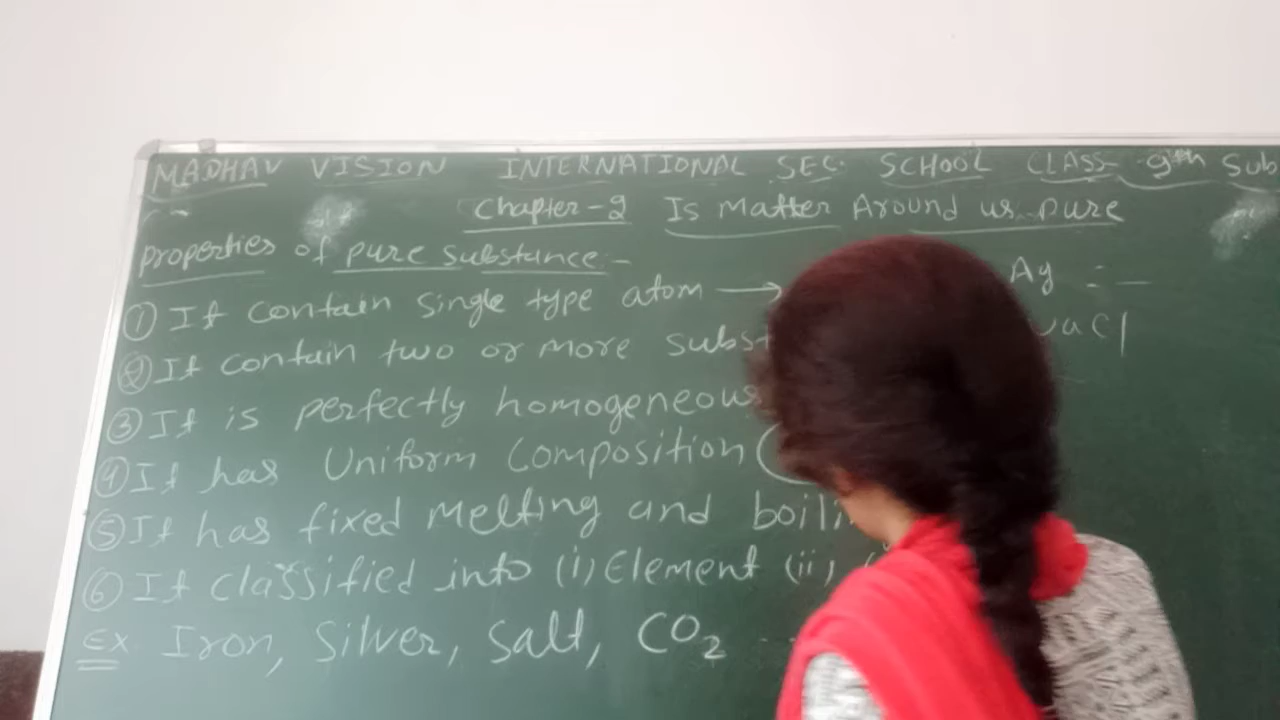 MADHAV VISION INTERNATIONAL SEC. SCHOOL CLASS 9th Sub
Chapter-2 Is Matter Around us pure
properties of pure substance:-
① It contain single type atom → Ag :-
② It contain two or more subst NaCl
③ It is perfectly homogeneous
④ It has Uniform Composition (
⑤ It has fixed Melting and boili
⑥ It classified into (i) Element (ii)
Ex Iron, Silver, Salt, CO₂